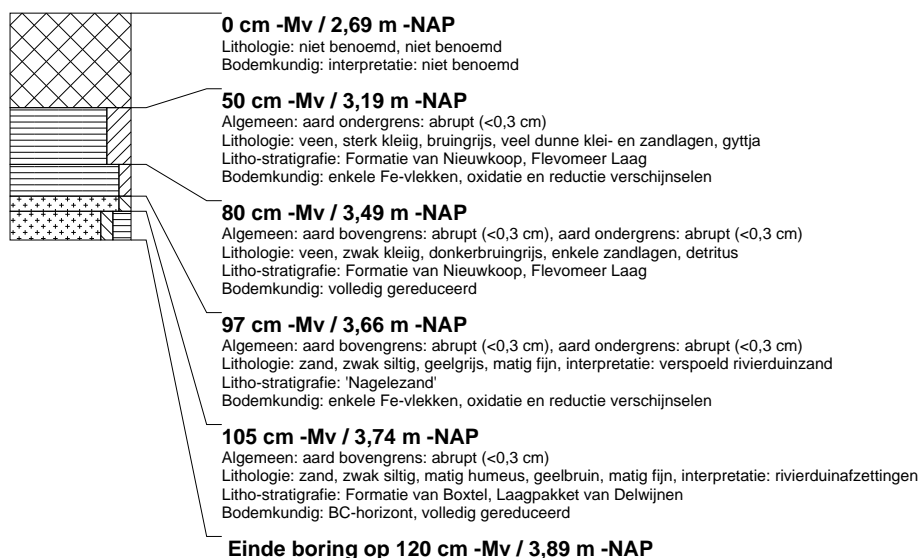 0 cm -Mv / 2,69 m -NAP
Lithologie: niet benoemd, niet benoemd
Bodemkundig: interpretatie: niet benoemd
50 cm -Mv / 3,19 m -NAP
Algemeen: aard ondergrens: abrupt (<0,3 cm)
Lithologie: veen, sterk kleiig, bruingrijs, veel dunne klei- en zandlagen, gyttja
Litho-stratigrafie: Formatie van Nieuwkoop, Flevomeer Laag
Bodemkundig: enkele Fe-vlekken, oxidatie en reductie verschijnselen
80 cm -Mv / 3,49 m -NAP
Algemeen: aard bovengrens: abrupt (<0,3 cm), aard ondergrens: abrupt (<0,3 cm)
Lithologie: veen, zwak kleiig, donkerbruingrijs, enkele zandlagen, detritus
Litho-stratigrafie: Formatie van Nieuwkoop, Flevomeer Laag
Bodemkundig: volledig gereduceerd
97 cm -Mv / 3,66 m -NAP
Algemeen: aard bovengrens: abrupt (<0,3 cm), aard ondergrens: abrupt (<0,3 cm)
Lithologie: zand, zwak siltig, geelgrijs, matig fijn, interpretatie: verspoeld rivierduinzand
Litho-stratigrafie: 'Nagelezand'
Bodemkundig: enkele Fe-vlekken, oxidatie en reductie verschijnselen
105 cm -Mv / 3,74 m -NAP
Algemeen: aard bovengrens: abrupt (<0,3 cm)
Lithologie: zand, zwak siltig, matig humeus, geelbruin, matig fijn, interpretatie: rivierduinafzettingen
Litho-stratigrafie: Formatie van Boxtel, Laagpakket van Delwijnen
Bodemkundig: BC-horizont, volledig gereduceerd
Einde boring op 120 cm -Mv / 3,89 m -NAP